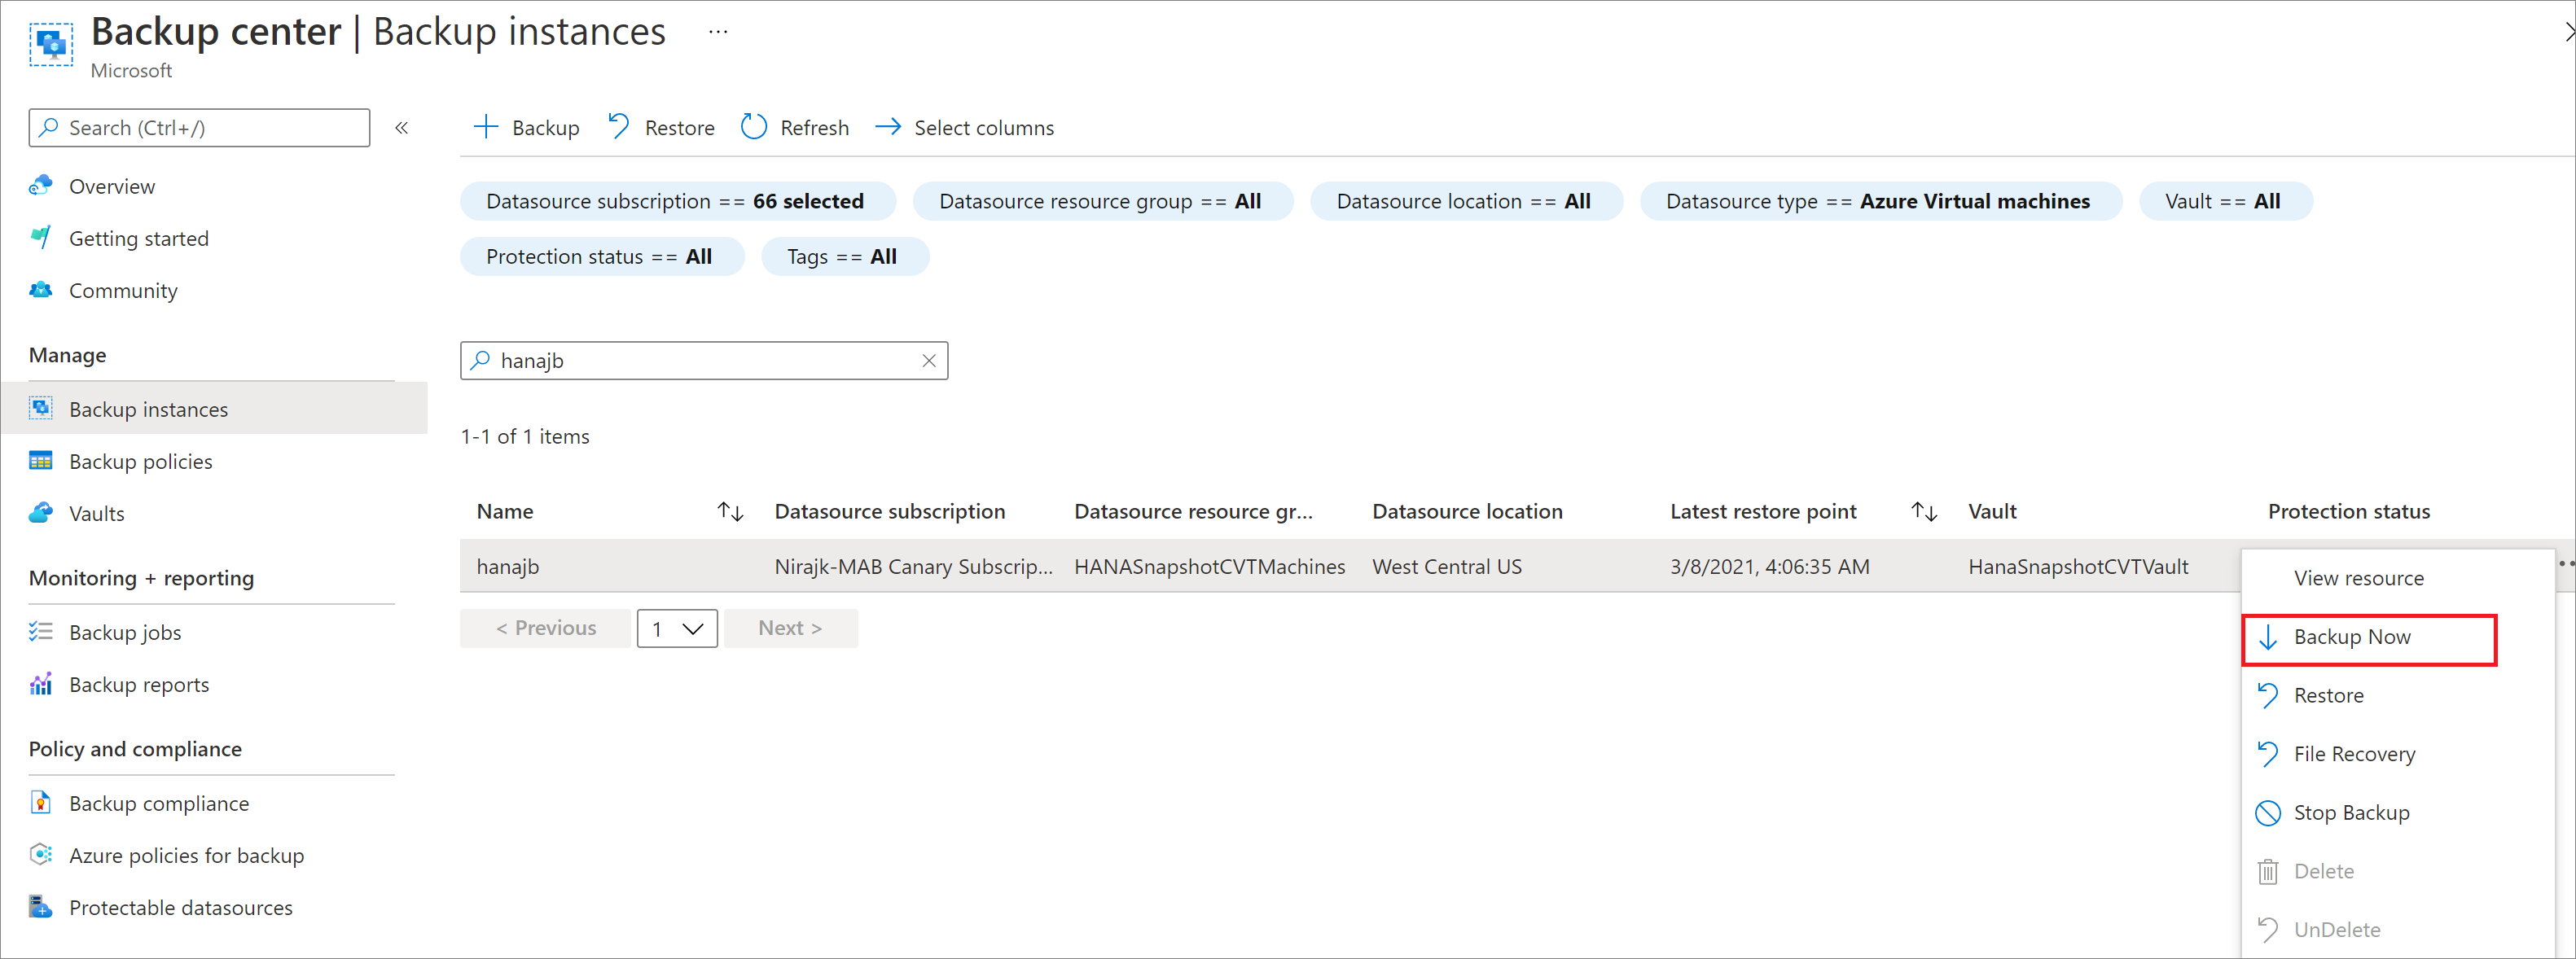 Backup center | Backup instances ...
Microsoft
Search (Ctrl+/)
«
Overview
Getting started
Community
Manage
Backup instances
Backup policies
Vaults
Monitoring + reporting
Backup jobs
Backup reports
Policy and compliance
Backup compliance
Azure policies for backup
Protectable datasources
Backup Restore Refresh Select columns
Datasource subscription == 66 selected Datasource resource group == All Datasource location == All Datasource type == Azure Virtual machines Vault == All
Protection status == All Tags == All
hanajb
1-1 of 1 items
Name Datasource subscription Datasource resource gr... Datasource location Latest restore point Vault Protection status
hanajb Nirajk-MAB Canary Subscrip... HANASnapshotCVTMachines West Central US 3/8/2021, 4:06:35 AM HanaSnapshotCVTVault
< Previous 1 Next >
View resource
Backup Now
Restore
File Recovery
Stop Backup
Delete
UnDelete